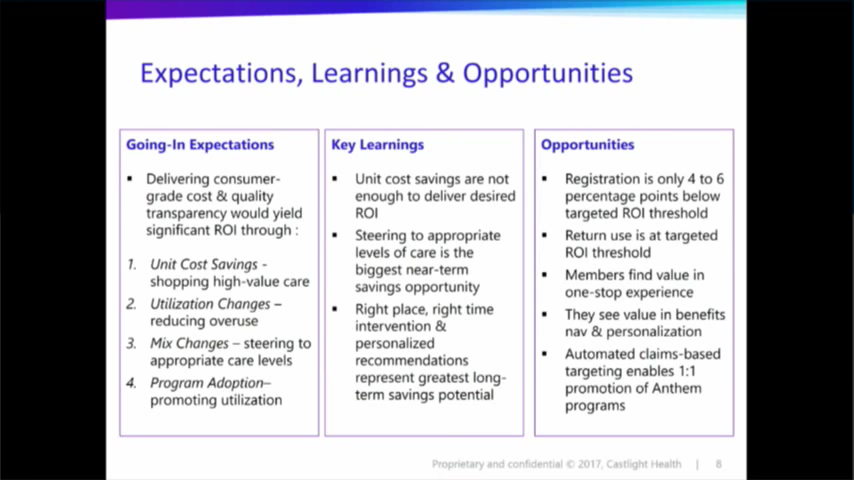 Expectations, Learnings & Opportunities
Going-In Expectations
▪ Delivering consumer-
grade cost & quality
transparency would yield
significant ROI through :
1. Unit Cost Savings -
shopping high-value care
2. Utilization Changes –
reducing overuse
3. Mix Changes – steering to
appropriate care levels
4. Program Adoption–
promoting utilization
Key Learnings
▪ Unit cost savings are not
enough to deliver desired
ROI
▪ Steering to appropriate
levels of care is the
biggest near-term
savings opportunity
▪ Right place, right time
intervention &
personalized
recommendations
represent greatest long-
term savings potential
Opportunities
▪ Registration is only 4 to 6
percentage points below
targeted ROI threshold
▪ Return use is at targeted
ROI threshold
▪ Members find value in
one-stop experience
▪ They see value in benefits
nav & personalization
▪ Automated claims-based
targeting enables 1:1
promotion of Anthem
programs
Proprietary and confidential © 2017, Castlight Health | 8